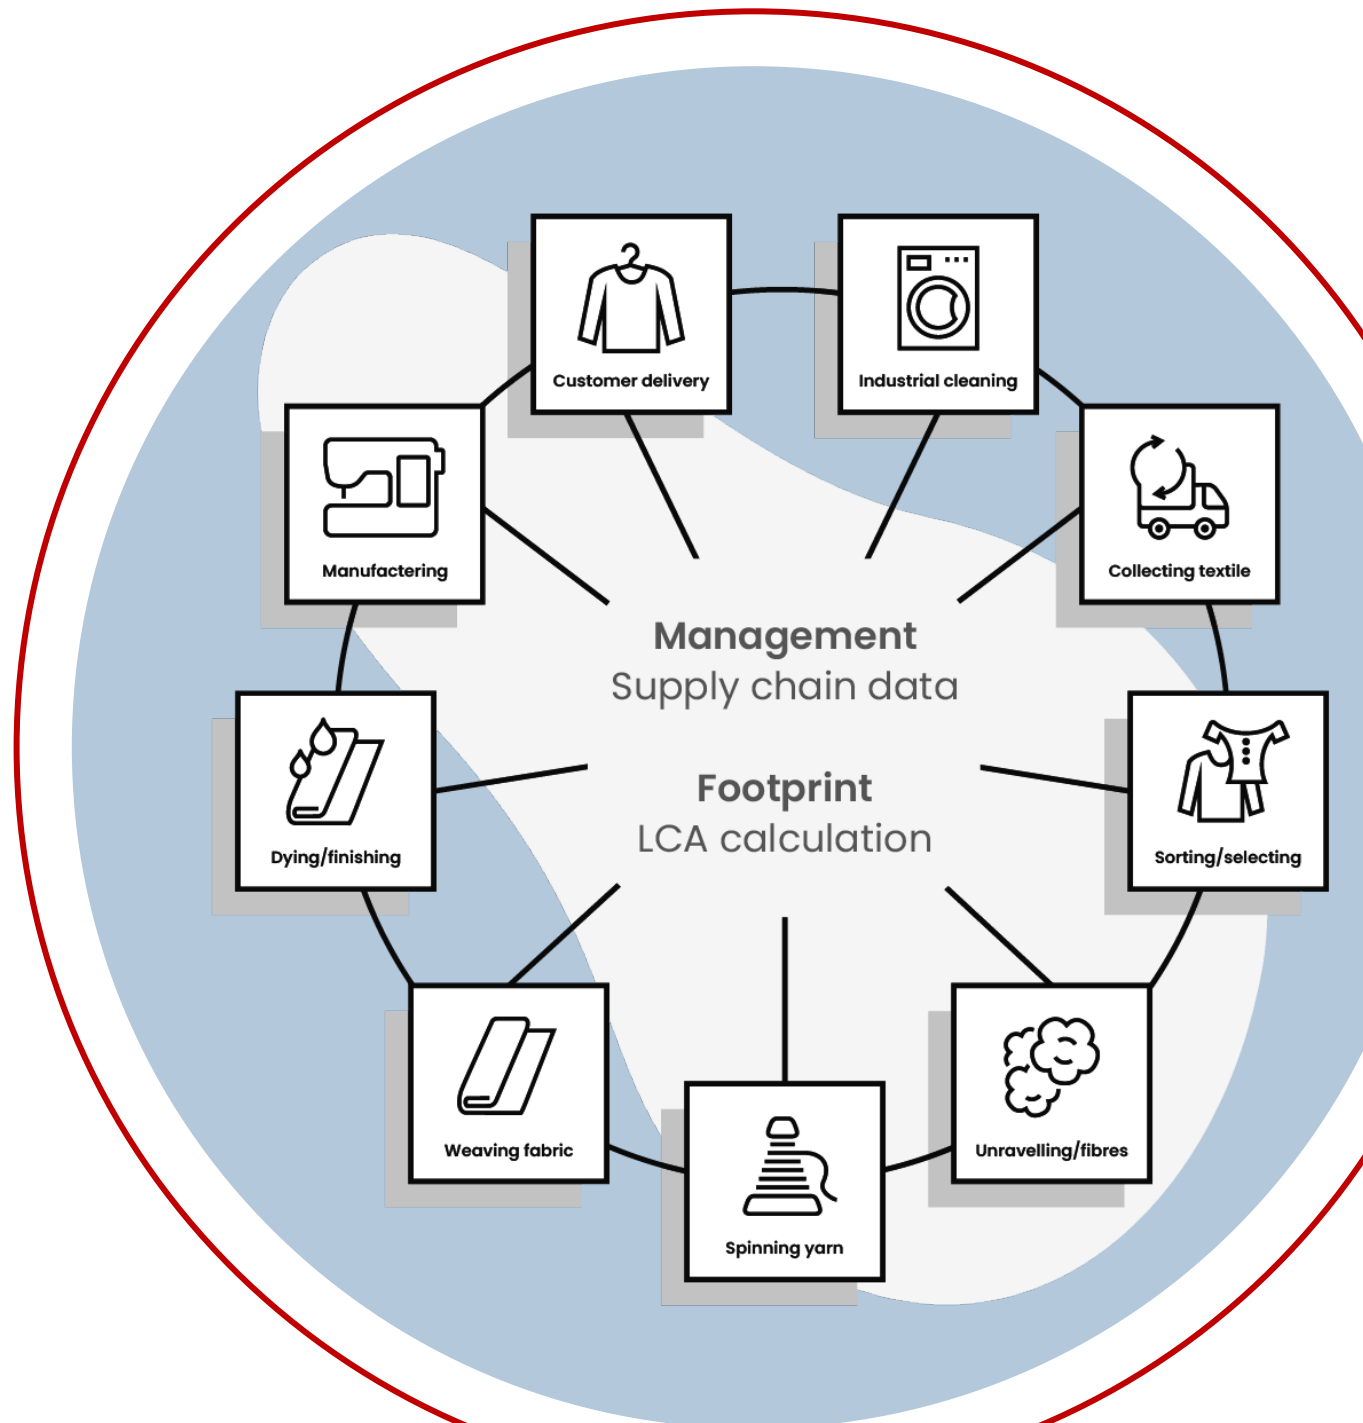 Customer delivery
Industrial cleaning
Manufactering
Collecting textile
Management
Supply chain data
Footprint
LCA calculation
Dying/finishing
Sorting/selecting
Weaving fabric
Unravelling/fibres
Spinning yarn